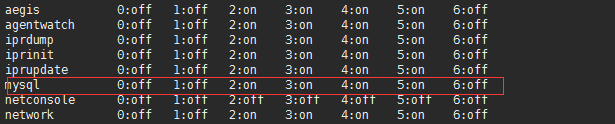 aegis 0:off 1:off 2:on 3:on 4:on 5:on 6:off
agentwatch 0:off 1:off 2:on 3:on 4:on 5:on 6:off
iprdump 0:off 1:off 2:on 3:on 4:on 5:on 6:off
iprinit 0:off 1:off 2:on 3:on 4:on 5:on 6:off
iprupdate 0:off 1:off 2:on 3:on 4:on 5:on 6:off
mysql 0:off 1:off 2:on 3:on 4:on 5:on 6:off
netconsole 0:off 1:off 2:off 3:off 4:off 5:off 6:off
network 0:off 1:off 2:on 3:on 4:on 5:on 6:off